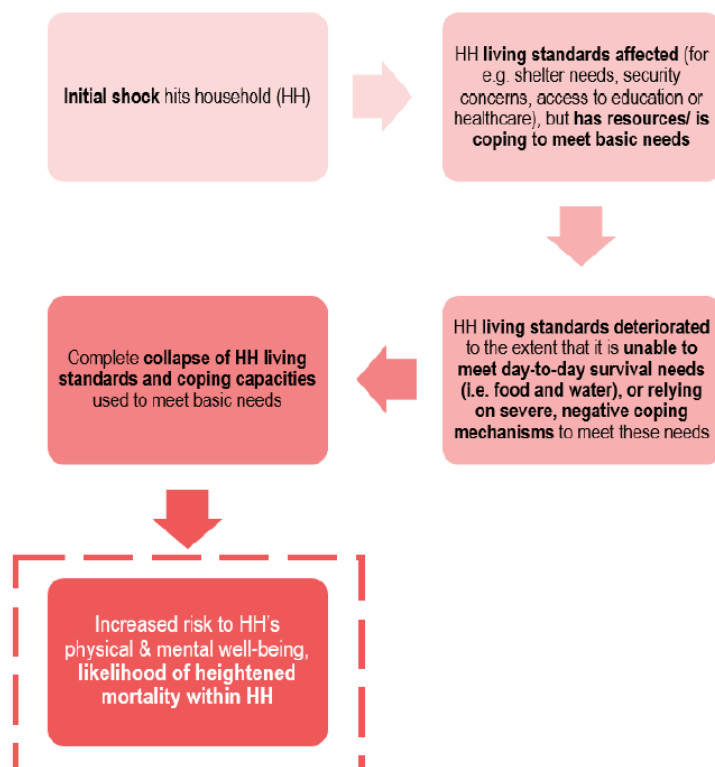 Initial shock hits household (HH)
HH living standards affected (for
e.g. shelter needs, security
concerns, access to education or
healthcare), but has resources/ is
coping to meet basic needs
HH living standards deteriorated
to the extent that it is unable to
meet day-to-day survival needs
(i.e. food and water), or relying
on severe, negative coping
mechanisms to meet these needs
Complete collapse of HH living
standards and coping capacities
used to meet basic needs
Increased risk to HH's
physical & mental well-being,
likelihood of heightened
mortality within HH